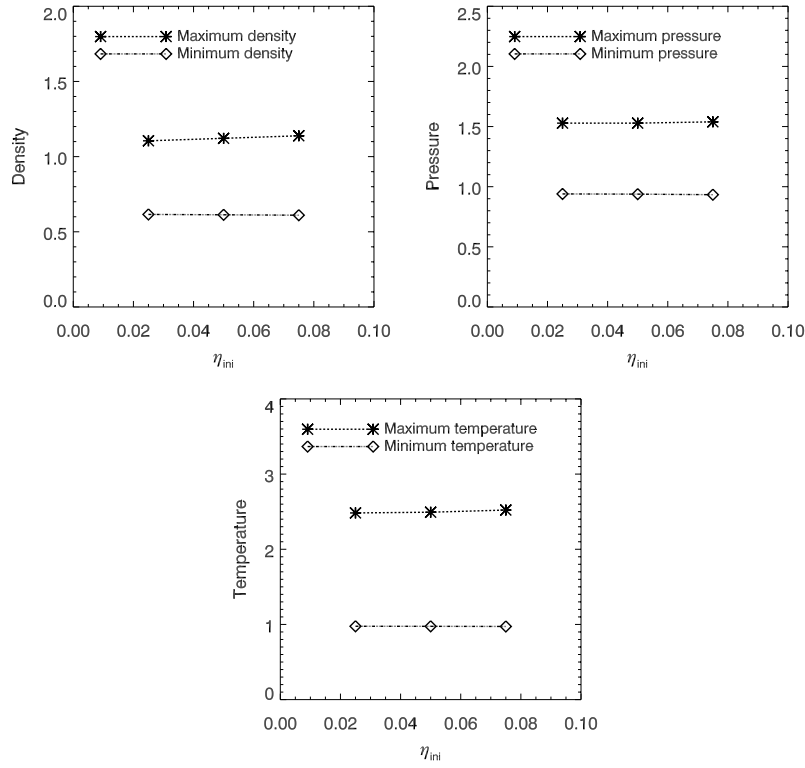 2.0
1.5
1.0
0.5
0.0
Density
Maximum density
Minimum density
0.00 0.02 0.04 0.06 0.08 0.10
ηini
2.5
2.0
1.5
1.0
0.5
0.0
Pressure
Maximum pressure
Minimum pressure
0.00 0.02 0.04 0.06 0.08 0.10
ηini
4
3
2
1
0
Temperature
Maximum temperature
Minimum temperature
0.00 0.02 0.04 0.06 0.08 0.10
ηini